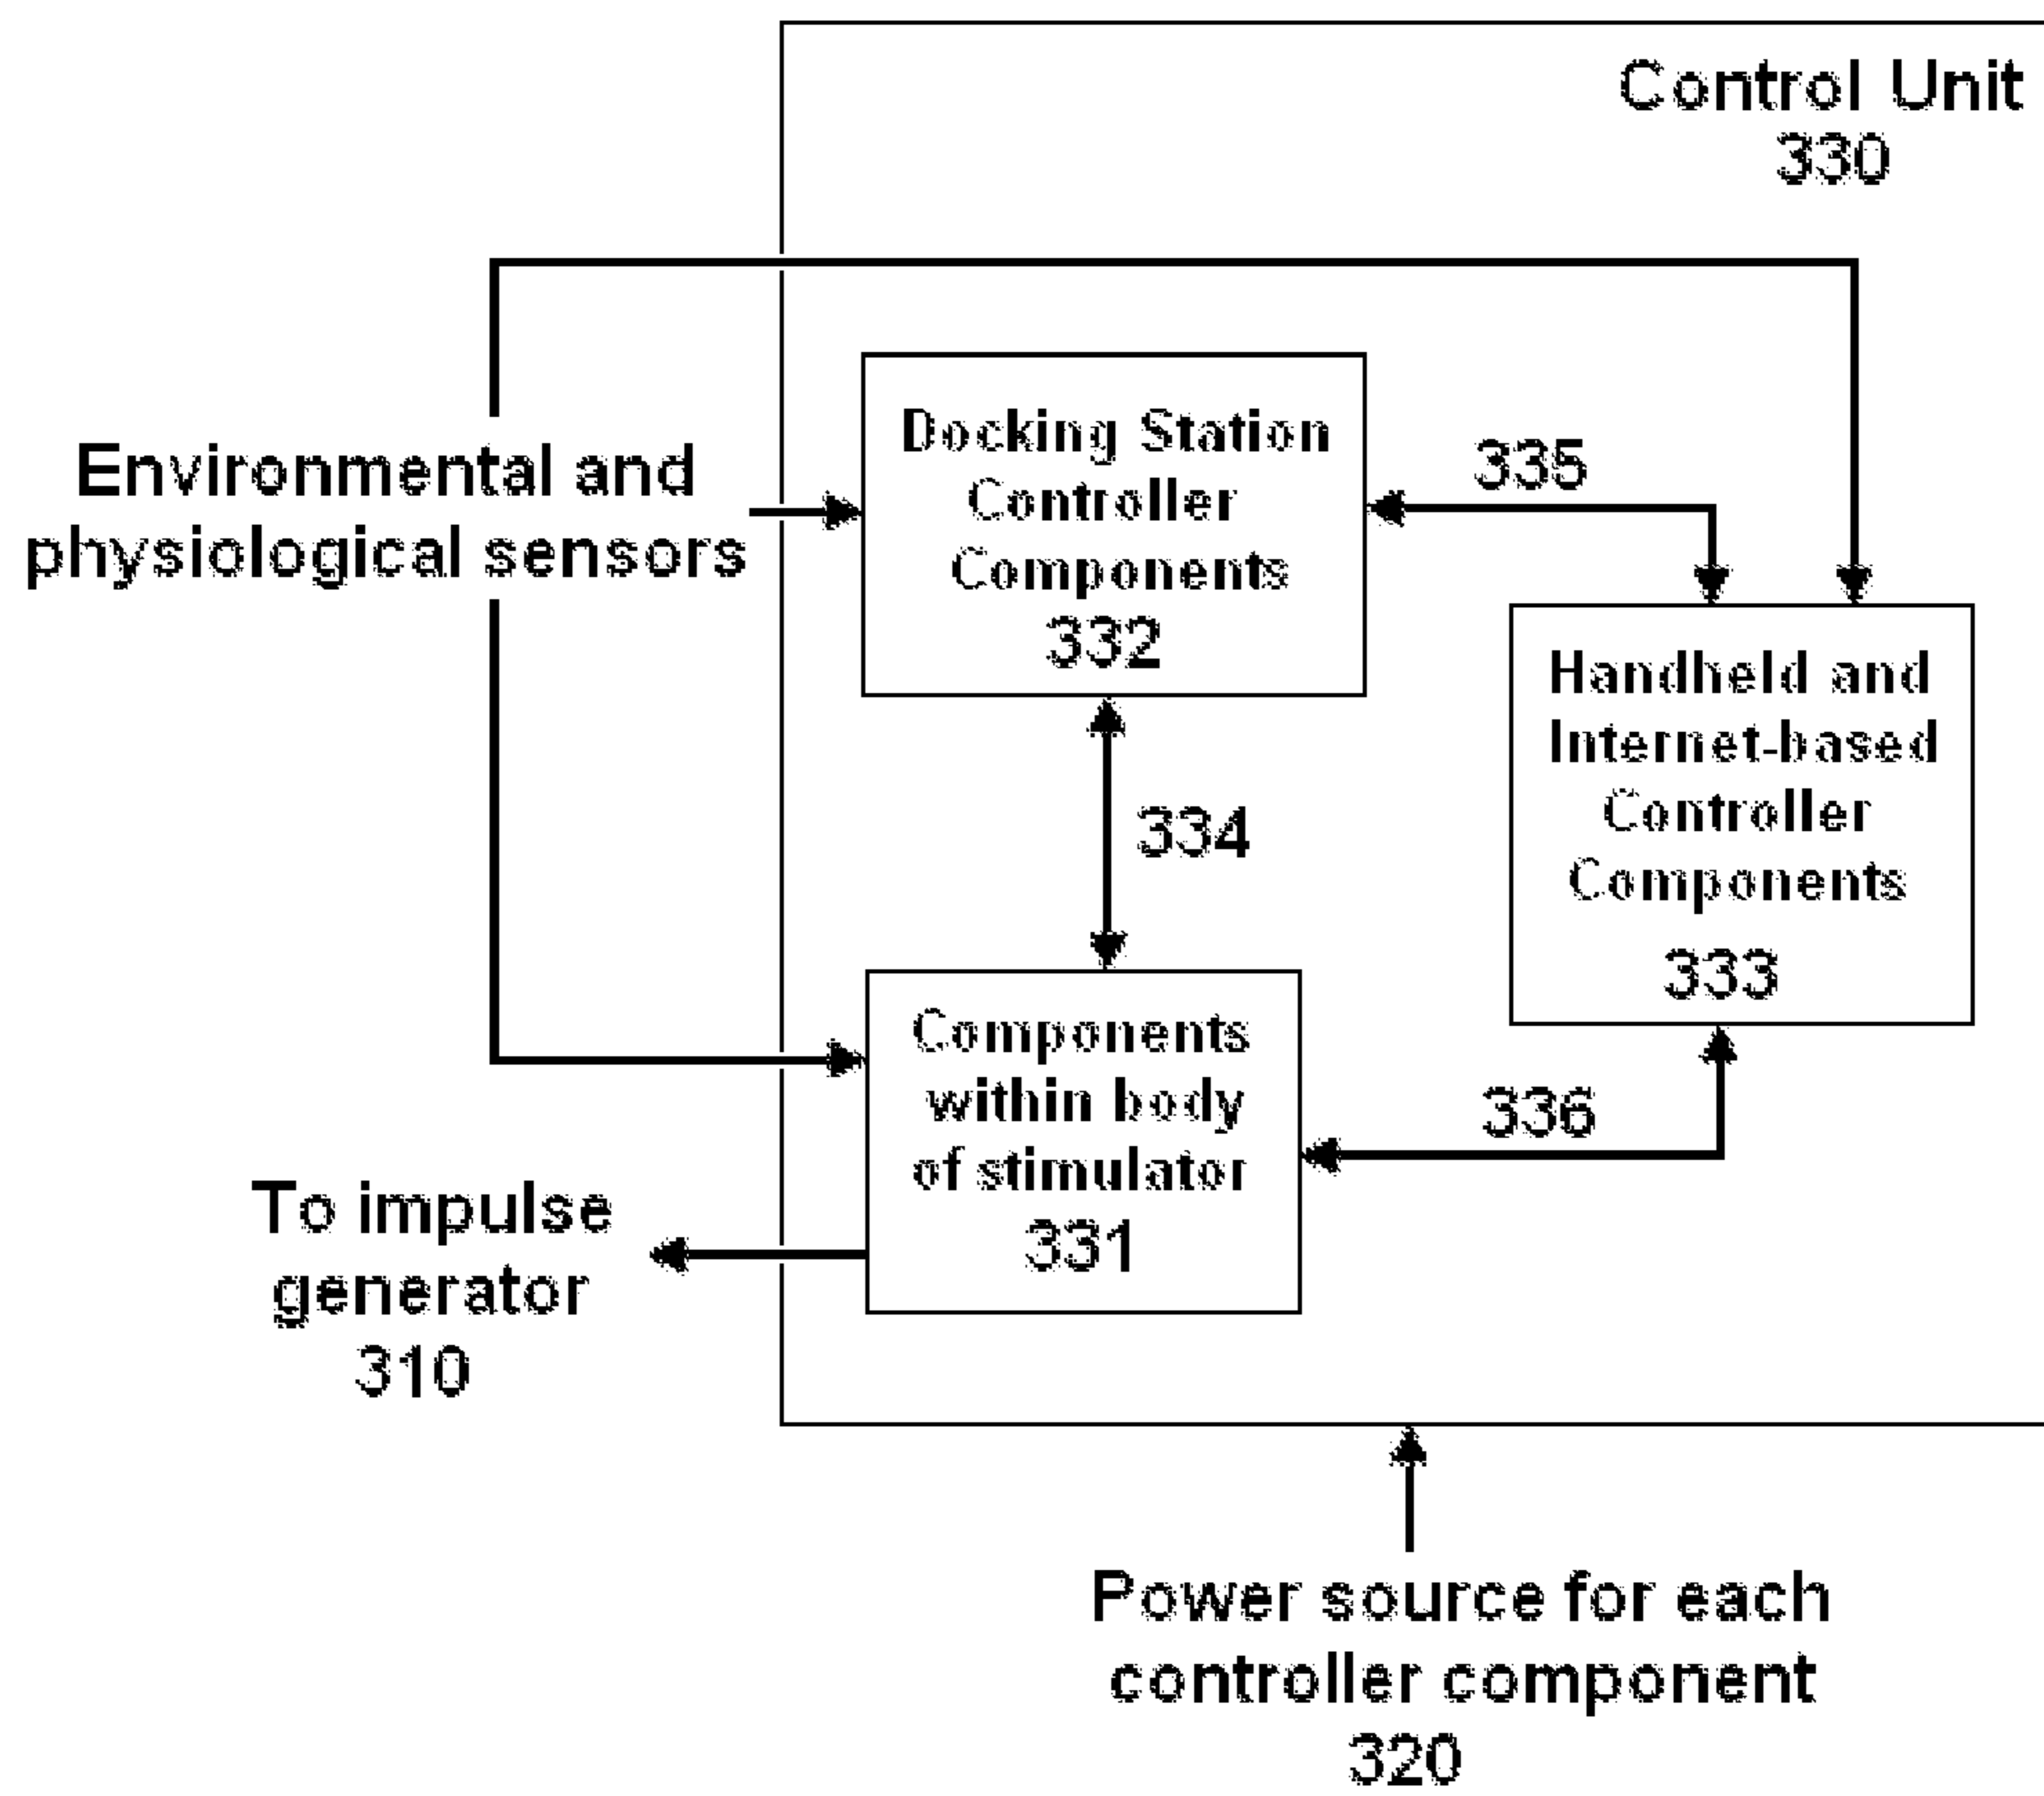 Control Unit
330
Environmental and
physiological sensors
Docking Station
Controller
Components
332
335
Handheld and
Internet-based
Controller
Components
333
334
Components
within body
of stimulator
331
336
To impulse
generator
310
Power source for each
controller component
320